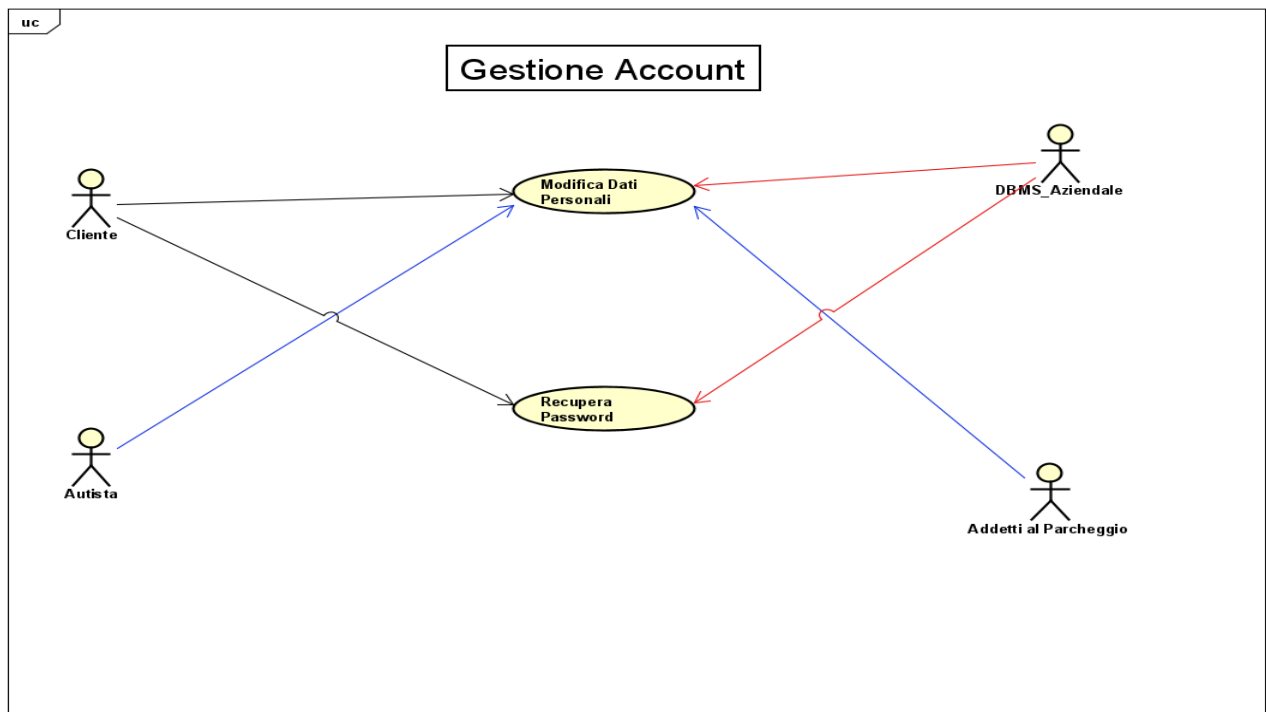 uc
Gestione Account
Modifica Dati
Personali
DBMS_Aziendale
Cliente
Recupera
Password
Autista
Addetti al Parcheggio